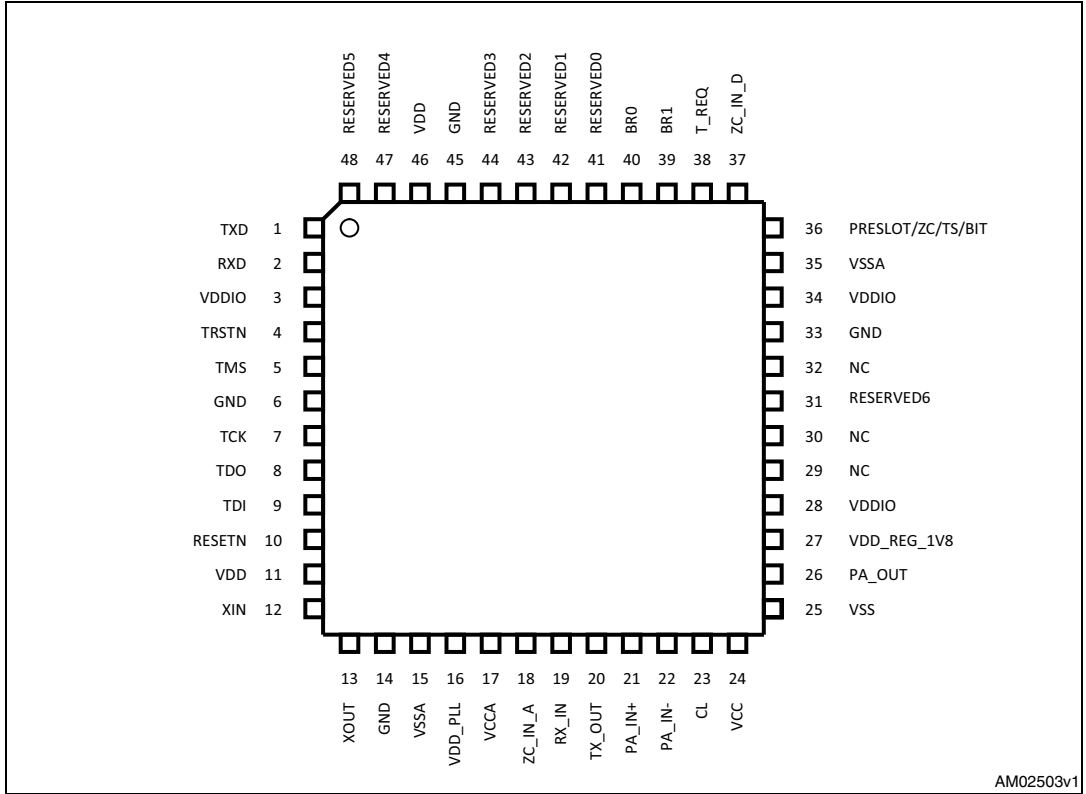 RESERVED5
RESERVED4
VDD
GND
RESERVED3
RESERVED2
RESERVED1
RESERVED0
BR0
BR1
T_REQ
ZC_IN_D
48 47 46 45 44 43 42 41 40 39 38 37
TXD 1
RXD 2
VDDIO 3
TRSTN 4
TMS 5
GND 6
TCK 7
TDO 8
TDI 9
RESETN 10
VDD 11
XIN 12
36 PRESLOT/ZC/TS/BIT
35 VSSA
34 VDDIO
33 GND
32 NC
31 RESERVED6
30 NC
29 NC
28 VDDIO
27 VDD_REG_1V8
26 PA_OUT
25 VSS
13 14 15 16 17 18 19 20 21 22 23 24
XOUT
GND
VSSA
VDD_PLL
VCCA
ZC_IN_A
RX_IN
TX_OUT
PA_IN+
PA_IN-
CL
VCC
AM02503v1